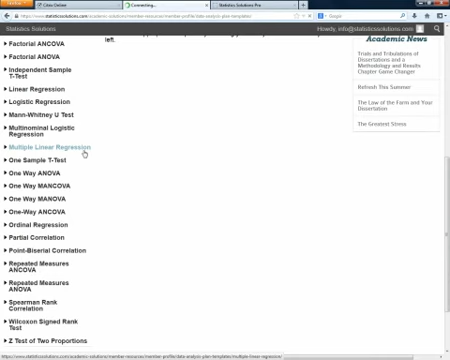 Citrix Online
Connecting...
Statistics Solutions Pro
https://www.statisticssolutions.com/academic-solutions/member-resources/member-profile/data-analysis-plan-templates/
Google
Statistics Solutions
Howdy, info@statisticssolutions.com
Factorial ANCOVA
Factorial ANOVA
Independent Sample
T-Test
Linear Regression
Logistic Regression
Mann-Whitney U Test
Multinominal Logistic
Regression
Multiple Linear Regression
One Sample T-Test
One Way ANOVA
One Way MANCOVA
One Way MANOVA
One-Way ANCOVA
Ordinal Regression
Partial Correlation
Point-Biserial Correlation
Repeated Measures
ANCOVA
Repeated Measures
ANOVA
Spearman Rank
Correlation
Wilcoxon Signed Rank
Test
Z Test of Two Proportions
left.
Academic News
Trials and Tribulations of
Dissertations and a
Methodology and Results
Chapter Game Changer
Refresh This Summer
The Law of the Farm and Your
Dissertation
The Greatest Stress
https://www.statisticssolutions.com/academic-solutions/member-resources/member-profile/data-analysis-plan-templates/multiple-linear-regression/